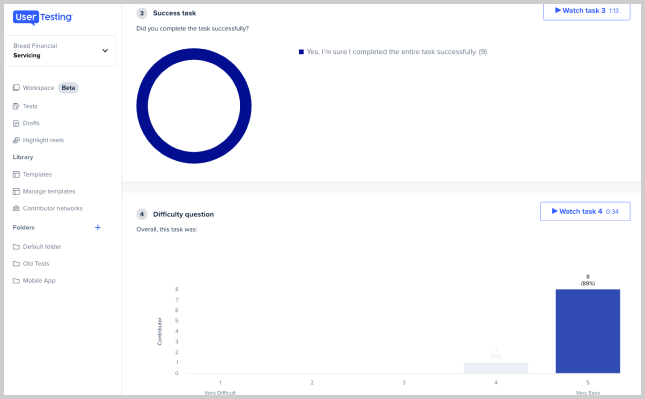 UserTesting
Bread Financial
Servicing
Workspace Beta
Tests
Drafts
Highlight reels
Library
Templates
Manage templates
Contributor networks
Folders +
Default folder
Old Tests
Mobile App
3 Success task
Watch task 3 1:13
Did you complete the task successfully?
Yes, I'm sure I completed the entire task successfully. (9)
4 Difficulty question
Watch task 4 0:34
Overall, this task was:
8
(89%)
Contributor
8
7
6
5
4
3
2
1
0
1
1 2 3 4 5
Very Difficult Very Easy